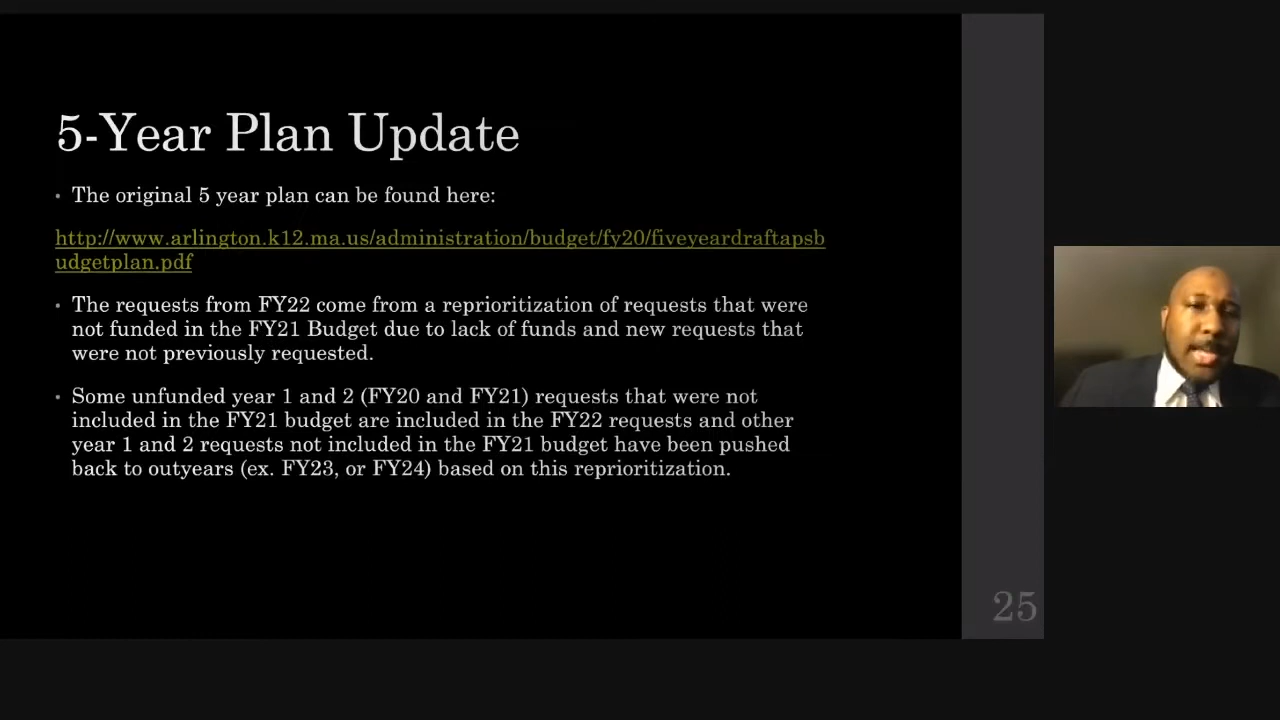 5-Year Plan Update
• The original 5 year plan can be found here:
http://www.arlington.k12.ma.us/administration/budget/fy20/fiveyeardraftapsb
udgetplan.pdf
• The requests from FY22 come from a reprioritization of requests that were
not funded in the FY21 Budget due to lack of funds and new requests that
were not previously requested.
• Some unfunded year 1 and 2 (FY20 and FY21) requests that were not
included in the FY21 budget are included in the FY22 requests and other
year 1 and 2 requests not included in the FY21 budget have been pushed
back to outyears (ex. FY23, or FY24) based on this reprioritization.
25